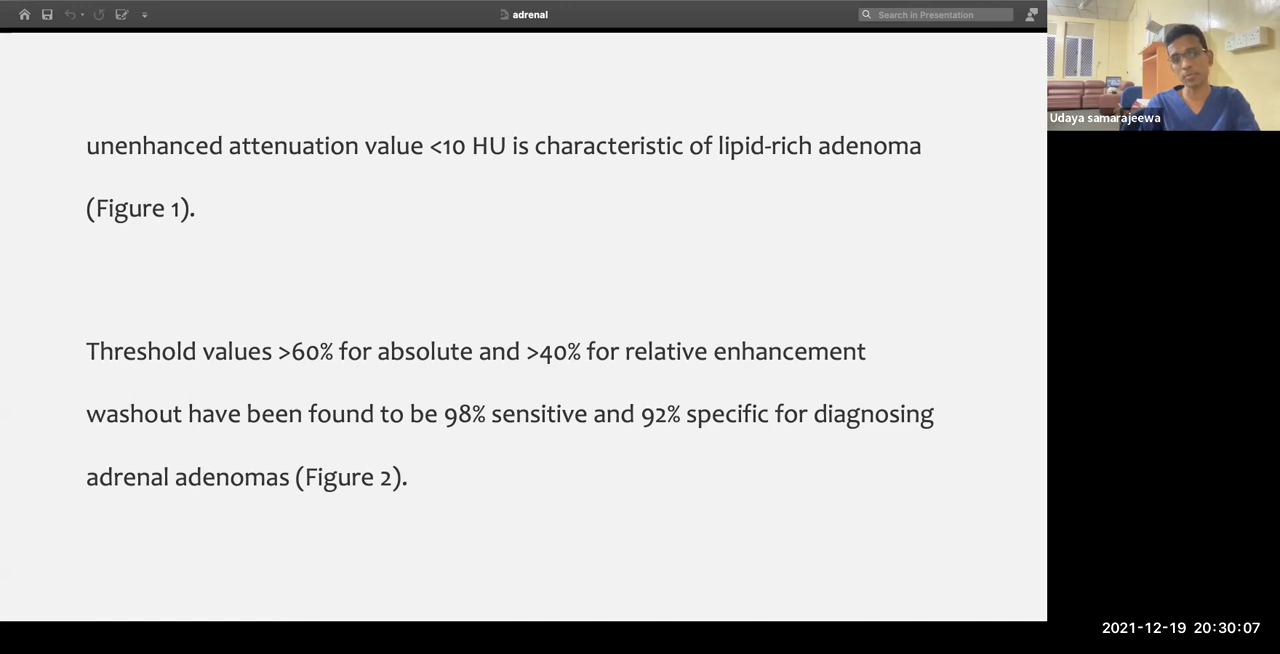 adrenal
Search in Presentation
Udaya samarajeewa
unenhanced attenuation value <10 HU is characteristic of lipid-rich adenoma
(Figure 1).
Threshold values >60% for absolute and >40% for relative enhancement
washout have been found to be 98% sensitive and 92% specific for diagnosing
adrenal adenomas (Figure 2).
2021-12-19 20:30:07